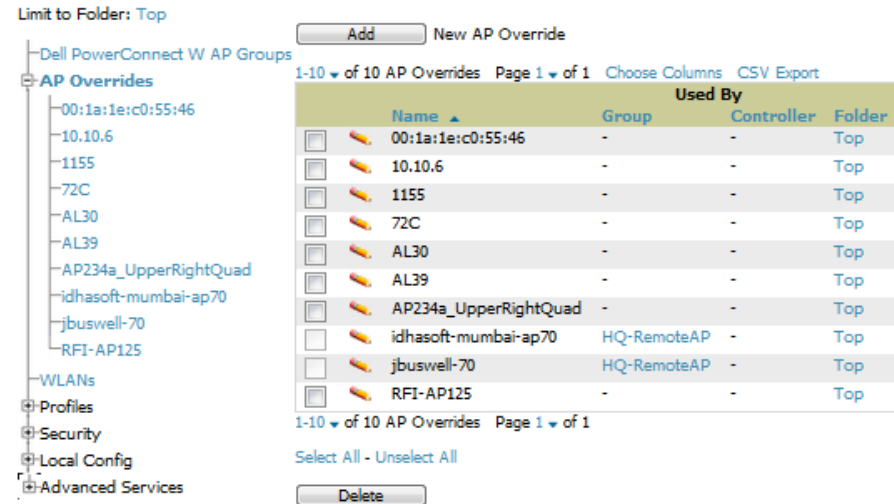 Limit to Folder: Top
Dell PowerConnect W AP Groups
AP Overrides
00:1a:1e:c0:55:46
10.10.6
1155
72C
AL30
AL39
AP234a_UpperRightQuad
idhasoft-mumbai-ap70
jbuswell-70
RFI-AP125
WLANs
Profiles
Security
Local Config
Advanced Services
Add New AP Override
1-10 of 10 AP Overrides Page 1 of 1 Choose Columns CSV Export
Used By
Name Group Controller Folder
00:1a:1e:c0:55:46 - - Top
10.10.6 - - Top
1155 - - Top
72C - - Top
AL30 - - Top
AL39 - - Top
AP234a_UpperRightQuad - - Top
idhasoft-mumbai-ap70 HQ-RemoteAP - Top
jbuswell-70 HQ-RemoteAP - Top
RFI-AP125 - - Top
1-10 of 10 AP Overrides Page 1 of 1
Select All - Unselect All
Delete